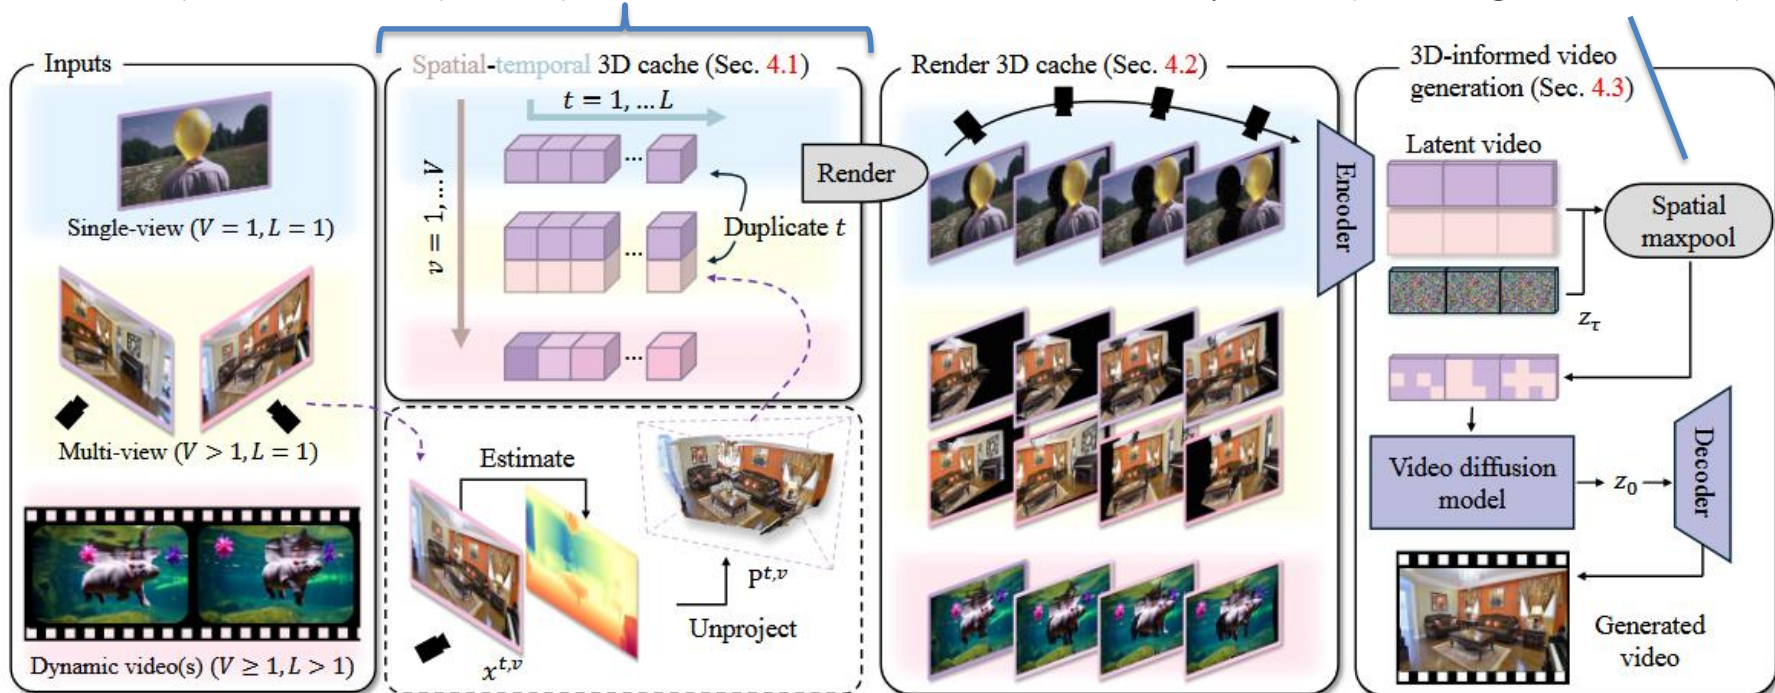 Inputs
Single-view (V = 1, L = 1)
Multi-view (V > 1, L = 1)
Dynamic video(s) (V ≥ 1, L > 1)
Spatial-temporal 3D cache (Sec. 4.1)
t = 1, ... L
v = 1, ... V
...
...
...
Duplicate t
Estimate
x^{t,v}
P^{t,v}
Unproject
Render
Render 3D cache (Sec. 4.2)
Encoder
3D-informed video
generation (Sec. 4.3)
Latent video
Spatial
maxpool
z_τ
Video diffusion
model
z_0
Decoder
Generated
video